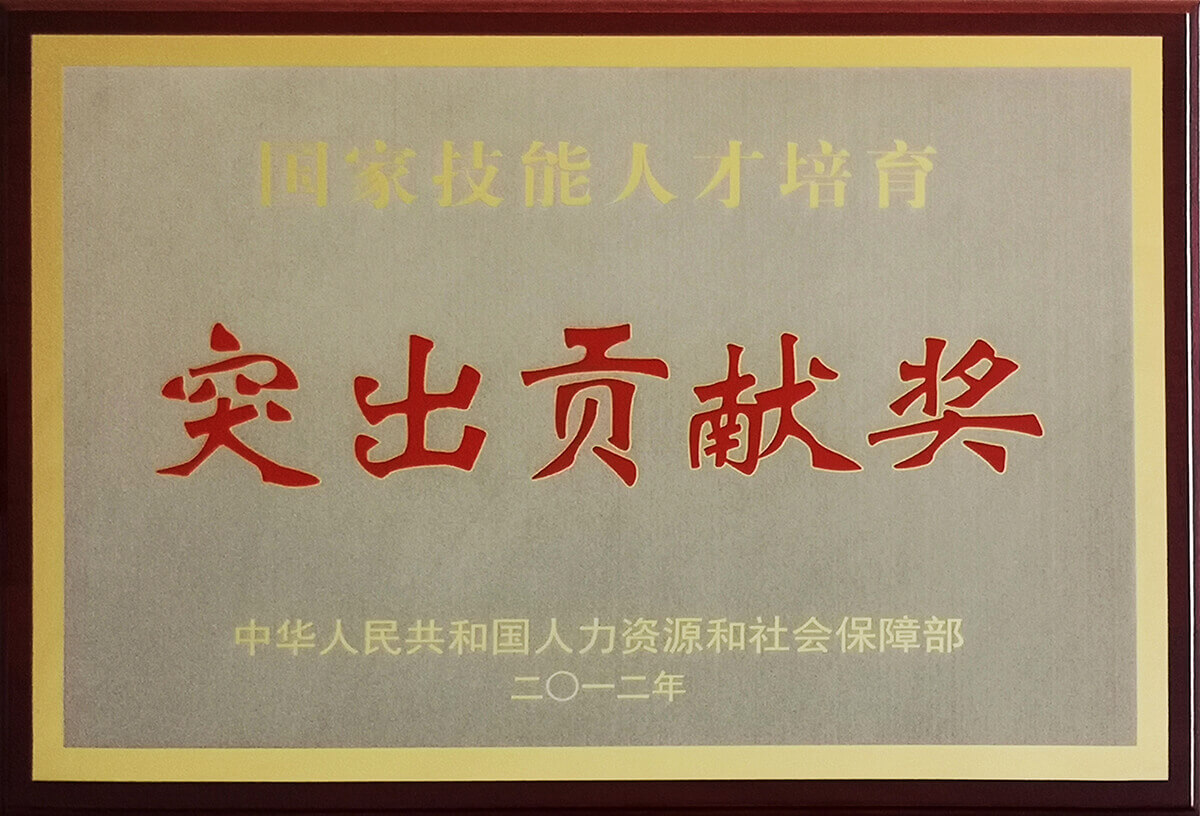 国家技能人才培育
突出贡献奖
中华人民共和国人力资源和社会保障部
二〇一二年